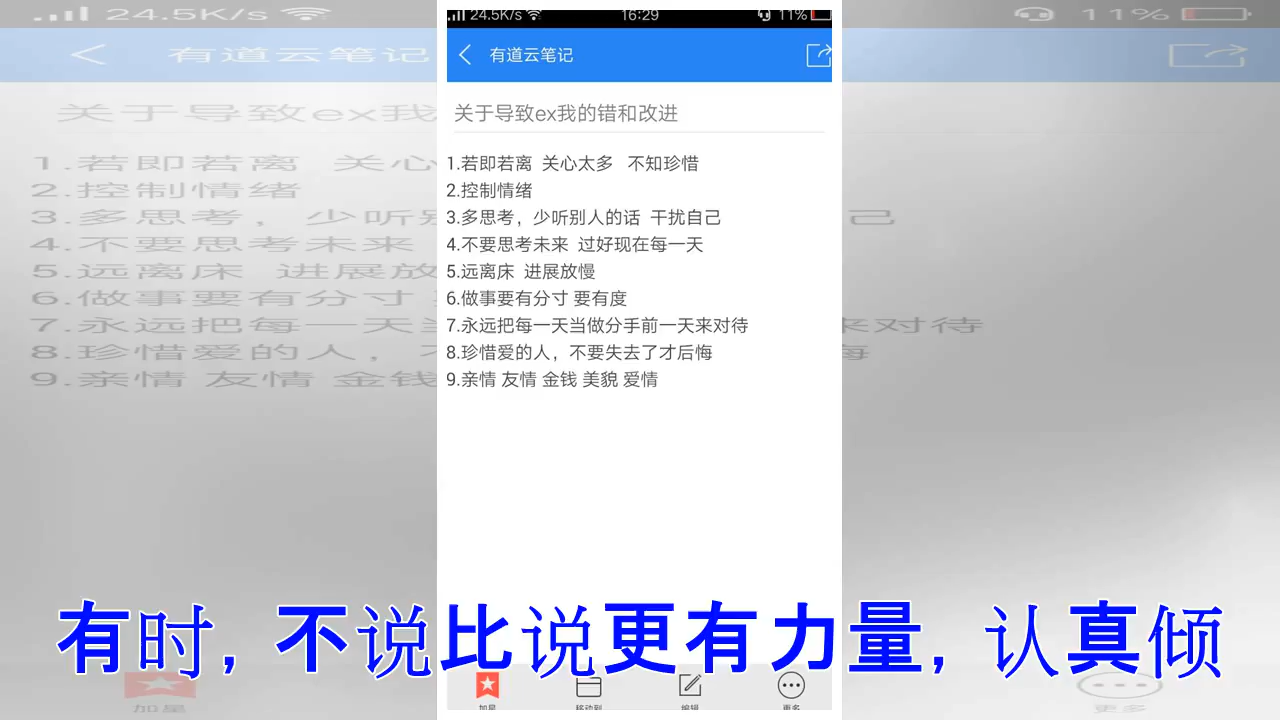 24.5K/s 16:29 11%
有道云笔记
关于导致ex我的错和改进
1.若即若离 关心太多 不知珍惜
2.控制情绪
3.多思考，少听别人的话 干扰自己
4.不要思考未来 过好现在每一天
5.远离床 进展放慢
6.做事要有分寸 要有度
7.永远把每一天当做分手前一天来对待
8.珍惜爱的人，不要失去了才后悔
9.亲情 友情 金钱 美貌 爱情
有时，不说比说更有力量，认真倾
加星 移动到 编辑 更多